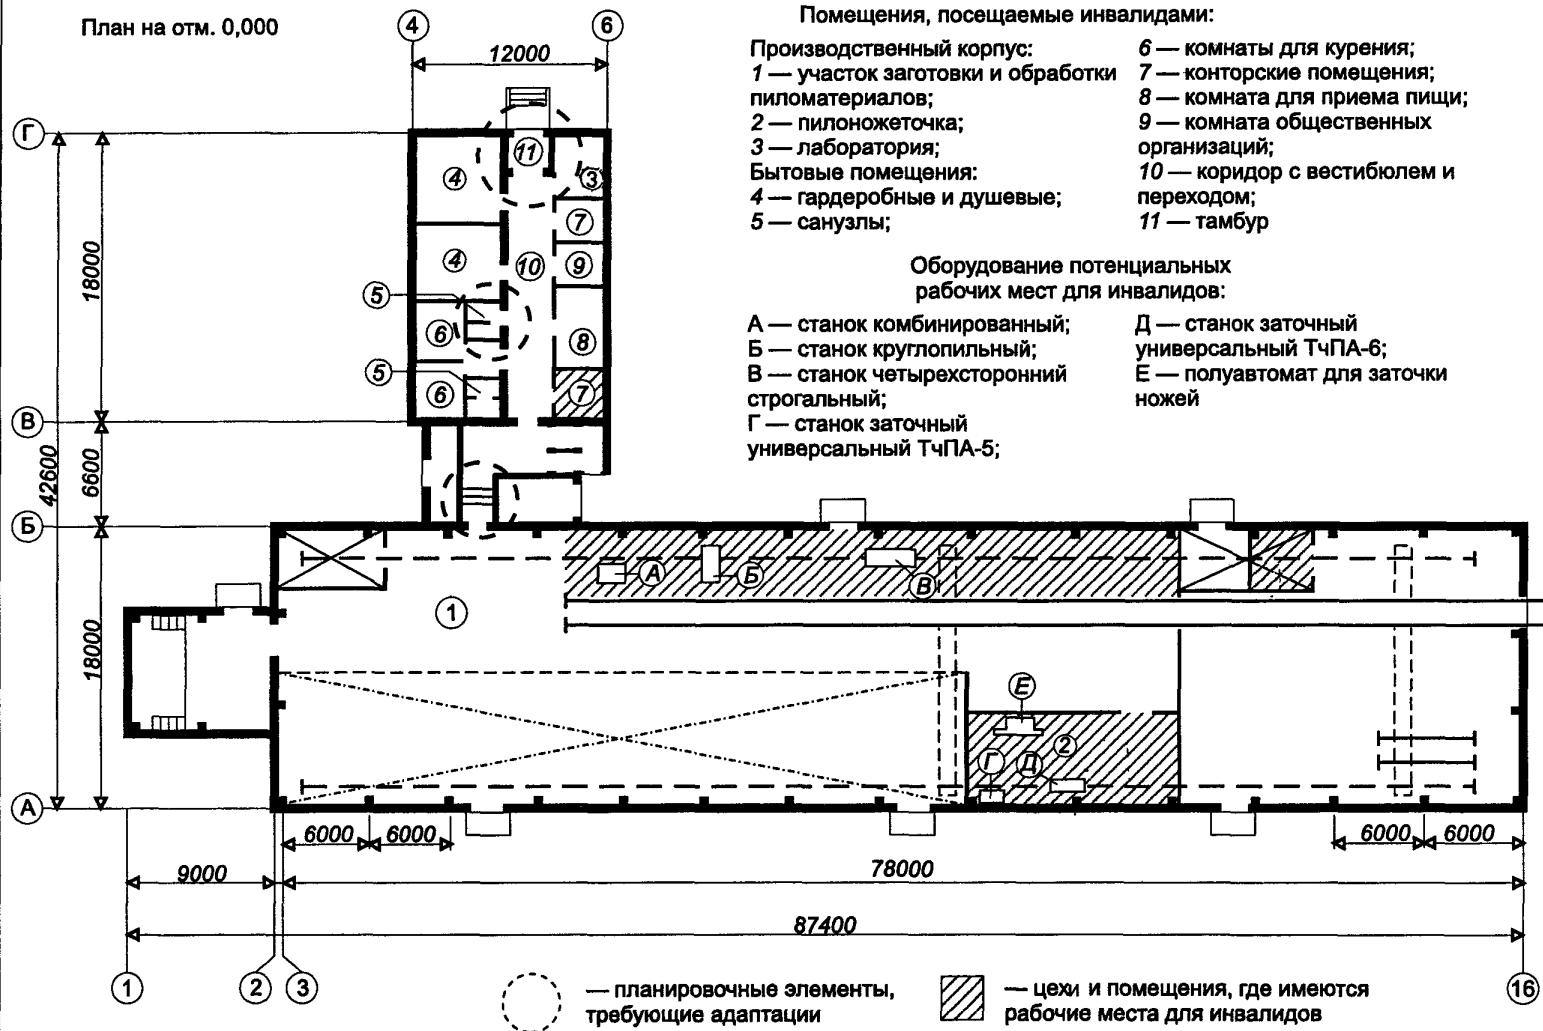 План на отм. 0,000
4
6
12000
Помещения, посещаемые инвалидами:
Производственный корпус:
1 — участок заготовки и обработки
пиломатериалов;
2 — пилоножеточка;
3 — лаборатория;
Бытовые помещения:
4 — гардеробные и душевые;
5 — санузлы;
6 — комнаты для курения;
7 — конторские помещения;
8 — комната для приема пищи;
9 — комната общественных
организаций;
10 — коридор с вестибюлем и
переходом;
11 — тамбур
Оборудование потенциальных
рабочих мест для инвалидов:
А — станок комбинированный;
Б — станок круглопильный;
В — станок четырехсторонний
строгальный;
Г — станок заточный
универсальный ТчПА-5;
Д — станок заточный
универсальный ТчПА-6;
Е — полуавтомат для заточки
ножей
Г
11
4
3
7
18000
4
10
9
5
6
8
5
6
7
В
42600
6600
Б
А
Б
В
1
18000
Е
2
Г
Д
А
6000
6000
6000
6000
9000
78000
87400
1
2
3
16
— планировочные элементы,
требующие адаптации
— цехи и помещения, где имеются
рабочие места для инвалидов